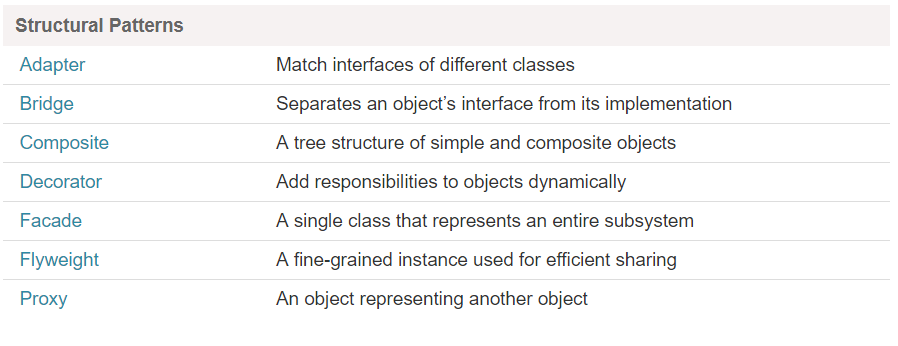 Structural Patterns
Adapter Match interfaces of different classes
Bridge Separates an object’s interface from its implementation
Composite A tree structure of simple and composite objects
Decorator Add responsibilities to objects dynamically
Facade A single class that represents an entire subsystem
Flyweight A fine-grained instance used for efficient sharing
Proxy An object representing another object